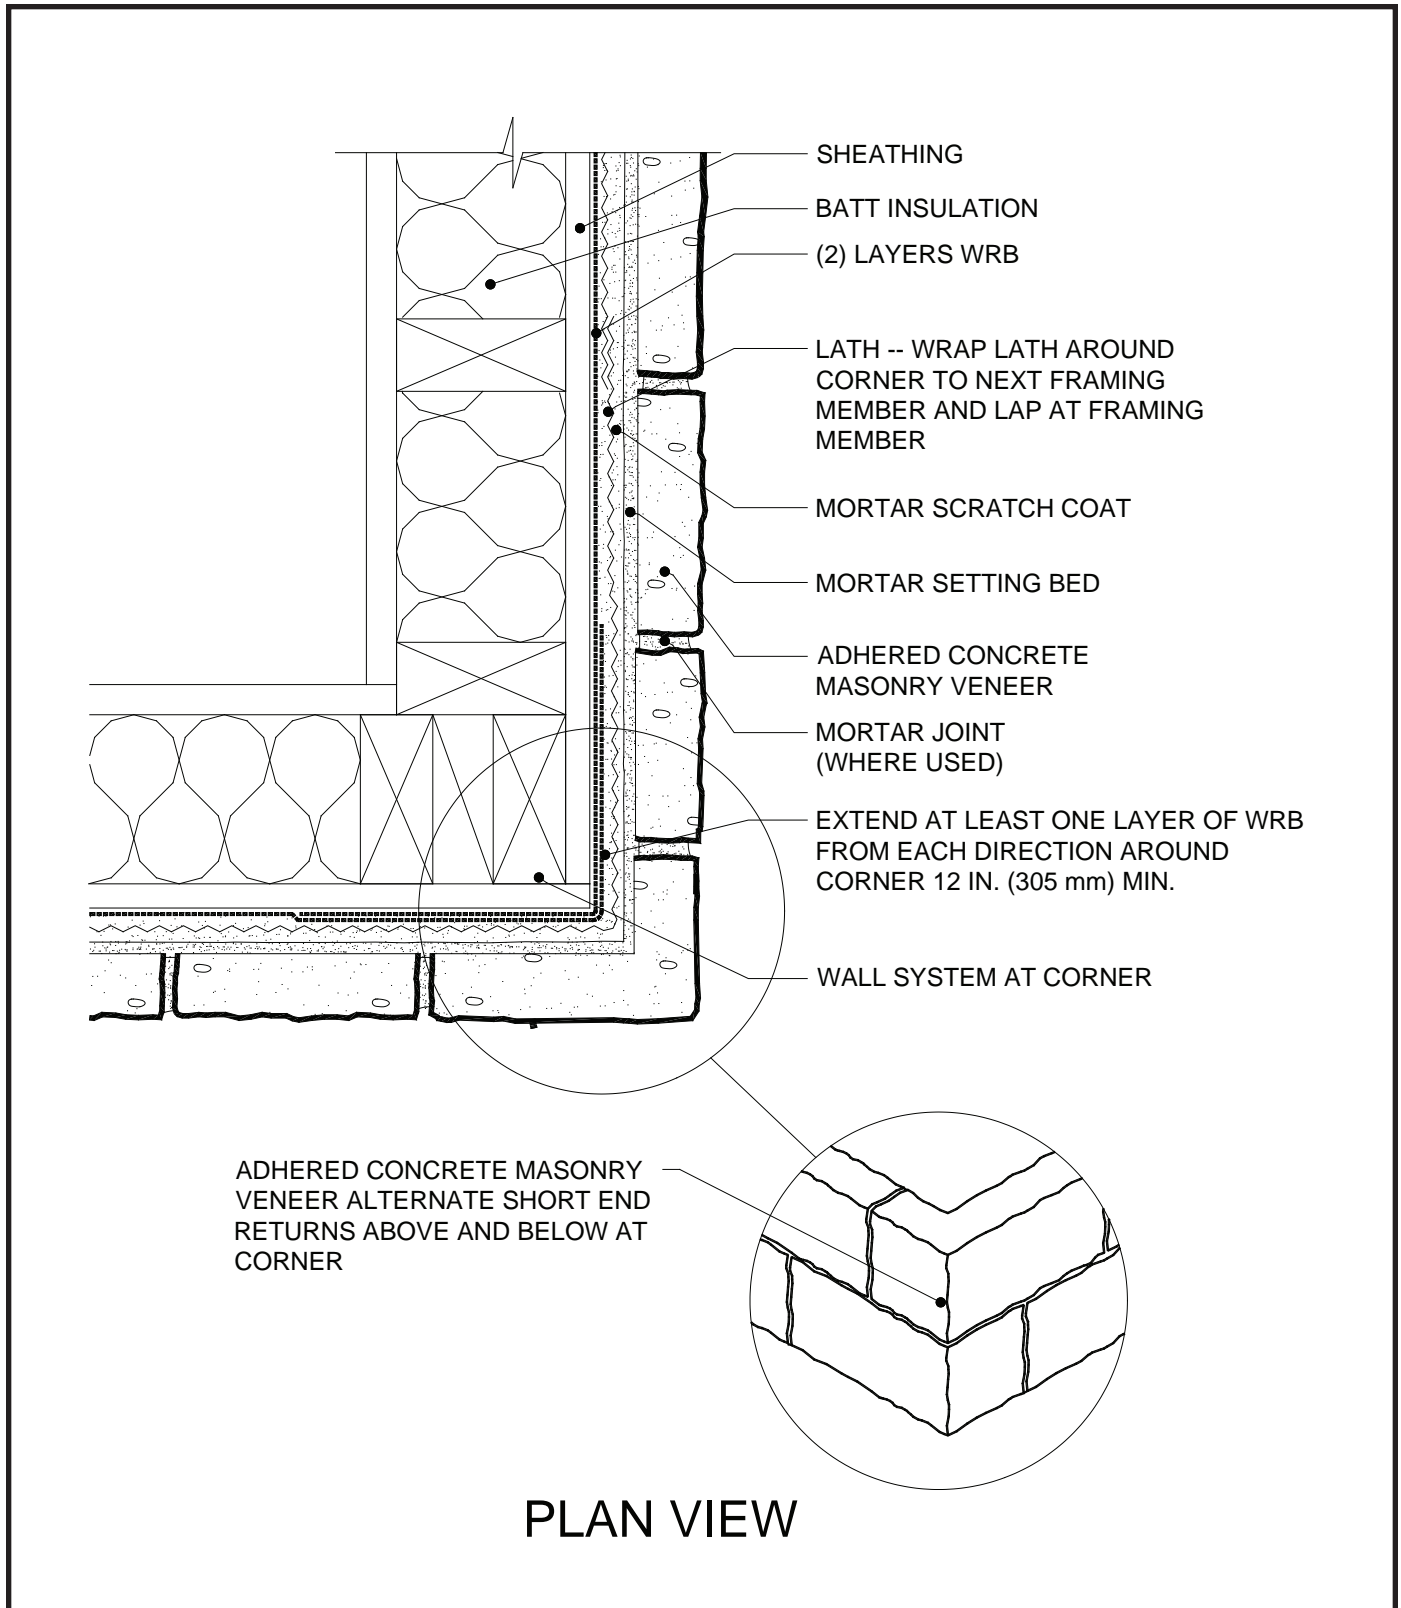 SHEATHING
BATT INSULATION
(2) LAYERS WRB
LATH -- WRAP LATH AROUND
CORNER TO NEXT FRAMING
MEMBER AND LAP AT FRAMING
MEMBER
MORTAR SCRATCH COAT
MORTAR SETTING BED
ADHERED CONCRETE
MASONRY VENEER
MORTAR JOINT
(WHERE USED)
EXTEND AT LEAST ONE LAYER OF WRB
FROM EACH DIRECTION AROUND
CORNER 12 IN. (305 mm) MIN.
WALL SYSTEM AT CORNER
ADHERED CONCRETE MASONRY
VENEER ALTERNATE SHORT END
RETURNS ABOVE AND BELOW AT
CORNER
PLAN VIEW